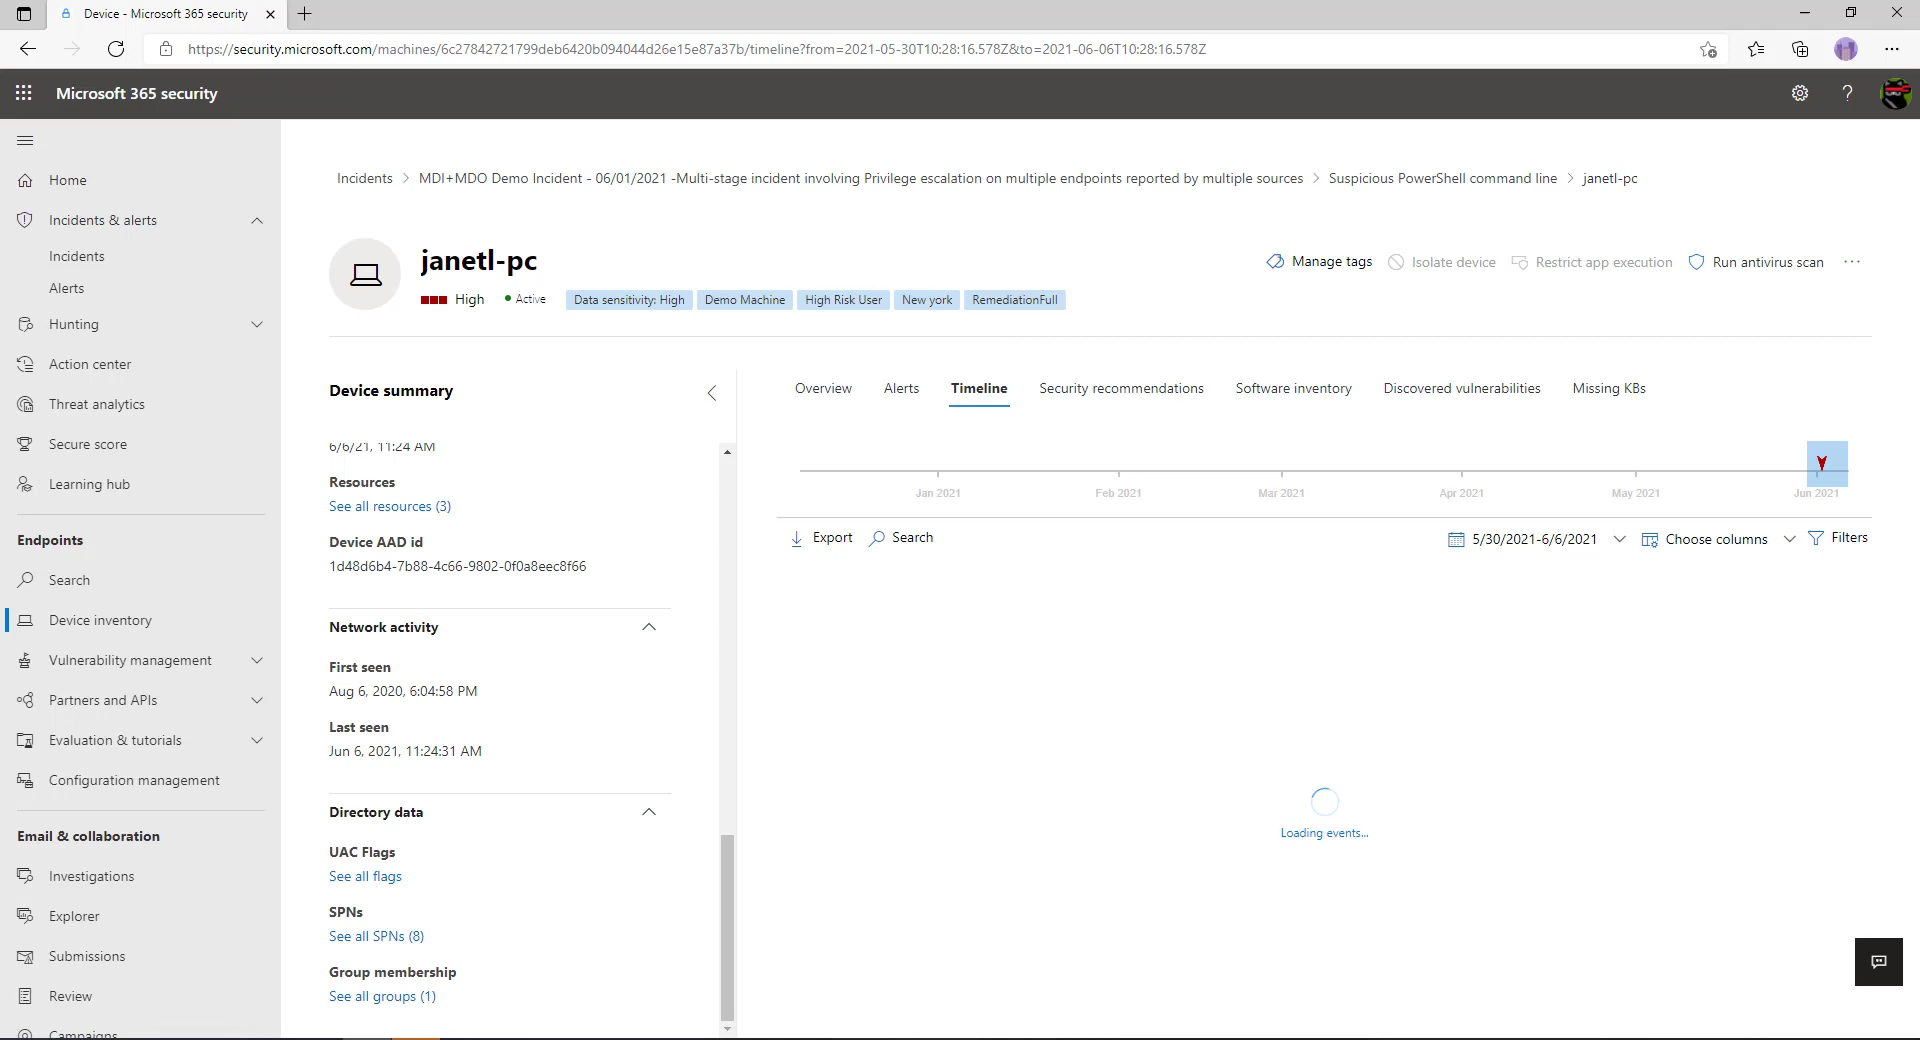 Device - Microsoft 365 security
https://security.microsoft.com/machines/6c27842721799deb6420b094044d26e15e87a37b/timeline?from=2021-05-30T10:28:16.578Z&to=2021-06-06T10:28:16.578Z
Microsoft 365 security
Home
Incidents & alerts
Incidents
Alerts
Hunting
Action center
Threat analytics
Secure score
Learning hub
Endpoints
Search
Device inventory
Vulnerability management
Partners and APIs
Evaluation & tutorials
Configuration management
Email & collaboration
Investigations
Explorer
Submissions
Review
Campaigns
Incidents > MDI+MDO Demo Incident - 06/01/2021 -Multi-stage incident involving Privilege escalation on multiple endpoints reported by multiple sources > Suspicious PowerShell command line > janetl-pc
janetl-pc
High Active Data sensitivity: High Demo Machine High Risk User New york RemediationFull
Manage tags Isolate device Restrict app execution Run antivirus scan ...
Device summary
6/6/21, 11:24 AM
Resources
See all resources (3)
Device AAD id
1d48d6b4-7b88-4c66-9802-0f0a8eec8f66
Network activity
First seen
Aug 6, 2020, 6:04:58 PM
Last seen
Jun 6, 2021, 11:24:31 AM
Directory data
UAC Flags
See all flags
SPNs
See all SPNs (8)
Group membership
See all groups (1)
Overview Alerts Timeline Security recommendations Software inventory Discovered vulnerabilities Missing KBs
Jan 2021 Feb 2021 Mar 2021 Apr 2021 May 2021 Jun 2021
Export Search 5/30/2021-6/6/2021 Choose columns Filters
Loading events...